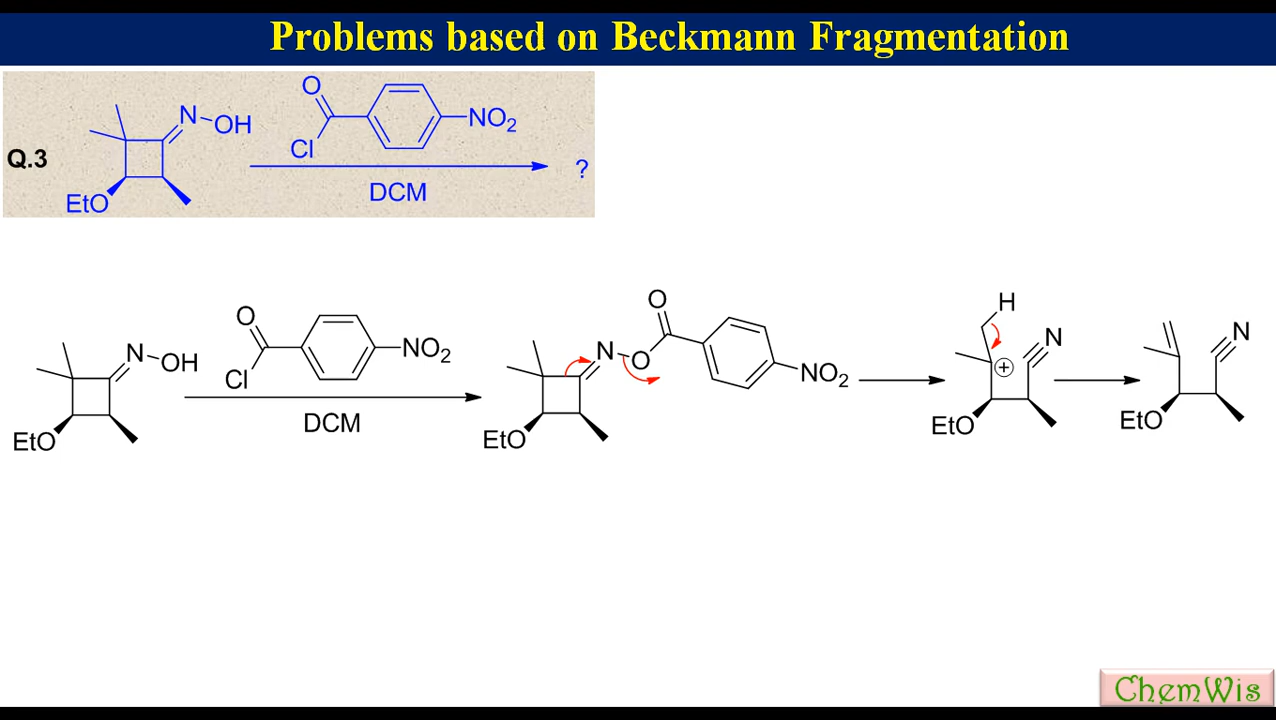 Problems based on Beckmann Fragmentation
Q.3
N-OH
O
Cl
NO2
DCM
?
EtO
N-OH
EtO
O
Cl
NO2
DCM
O
N
O
NO2
EtO
H
N
+
EtO
N
EtO
ChemWis